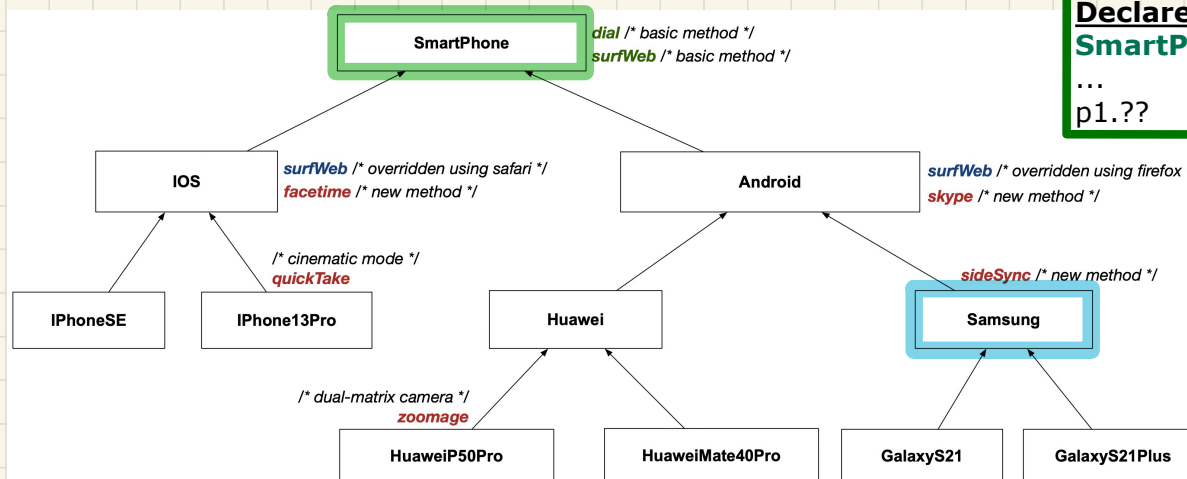 Declare
SmartP
...
p1.??
SmartPhone
dial /* basic method */
surfWeb /* basic method */
IOS
surfWeb /* overridden using safari */
facetime /* new method */
Android
surfWeb /* overridden using firefox
skype /* new method */
/* cinematic mode */
quickTake
sideSync /* new method */
IPhoneSE
IPhone13Pro
Huawei
Samsung
/* dual-matrix camera */
zoomage
HuaweiP50Pro
HuaweiMate40Pro
GalaxyS21
GalaxyS21Plus